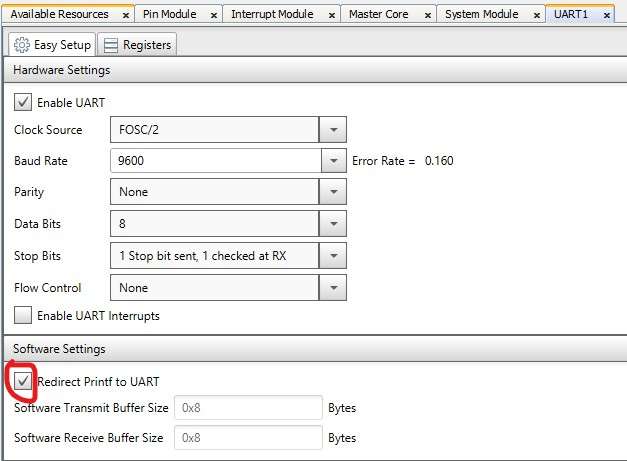 Available Resources x Pin Module x Interrupt Module x Master Core x System Module x UART1 x
Easy Setup Registers
Hardware Settings
Enable UART
Clock Source FOSC/2
Baud Rate 9600 Error Rate = 0.160
Parity None
Data Bits 8
Stop Bits 1 Stop bit sent, 1 checked at RX
Flow Control None
Enable UART Interrupts
Software Settings
Redirect Printf to UART
Software Transmit Buffer Size 0x8 Bytes
Software Receive Buffer Size 0x8 Bytes